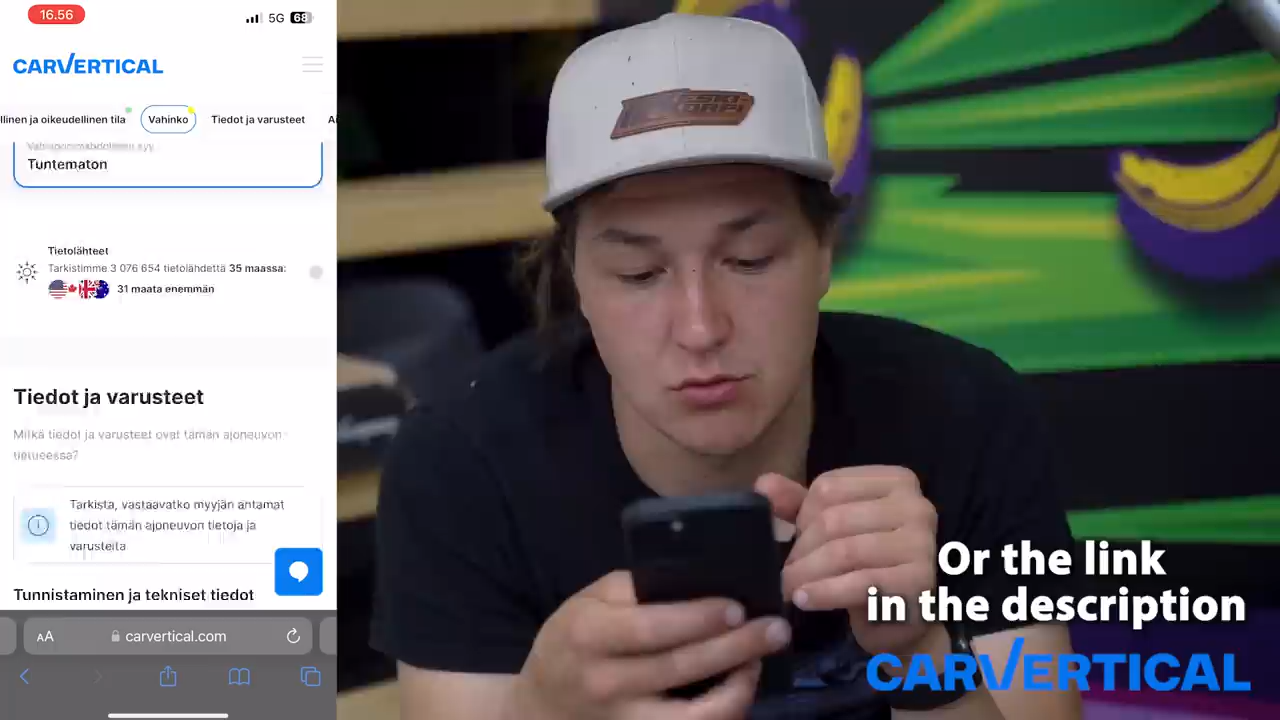 16.56
5G
68
CARVERTICAL
llinen ja oikeudellinen tila
Vahinko
Tiedot ja varusteet
Tuntematon
Tietolähteet
Tarkistimme 3 076 654 tietolähdettä 35 maassa:
31 maata enemmän
Tiedot ja varusteet
Milkä tiedot ja varusteet ovat tämän ajoneuvon
tietueessa?
Tarkista, vastaavatko myyjän antamat
tiedot tämän ajoneuvon tietoja ja
varusteita
Tunnistaminen ja tekniset tiedot
AA
carvertical.com
Or the link
in the description
CARVERTICAL